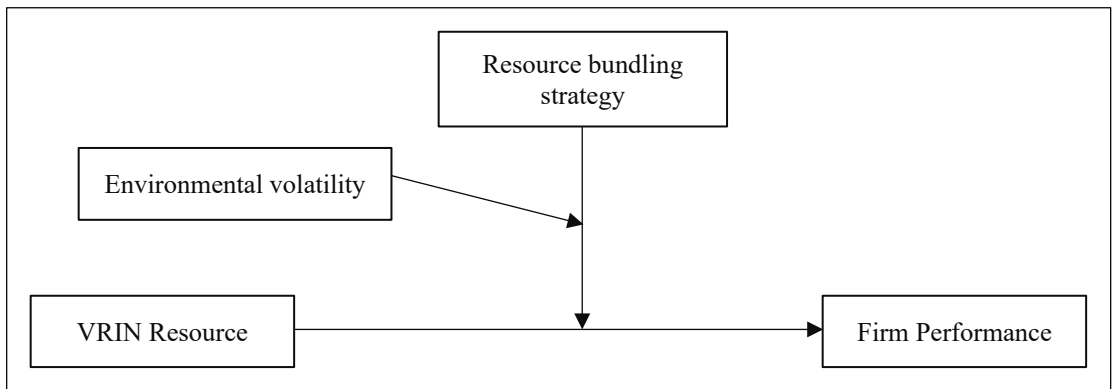 Resource bundling
strategy
Environmental volatility
VRIN Resource
Firm Performance